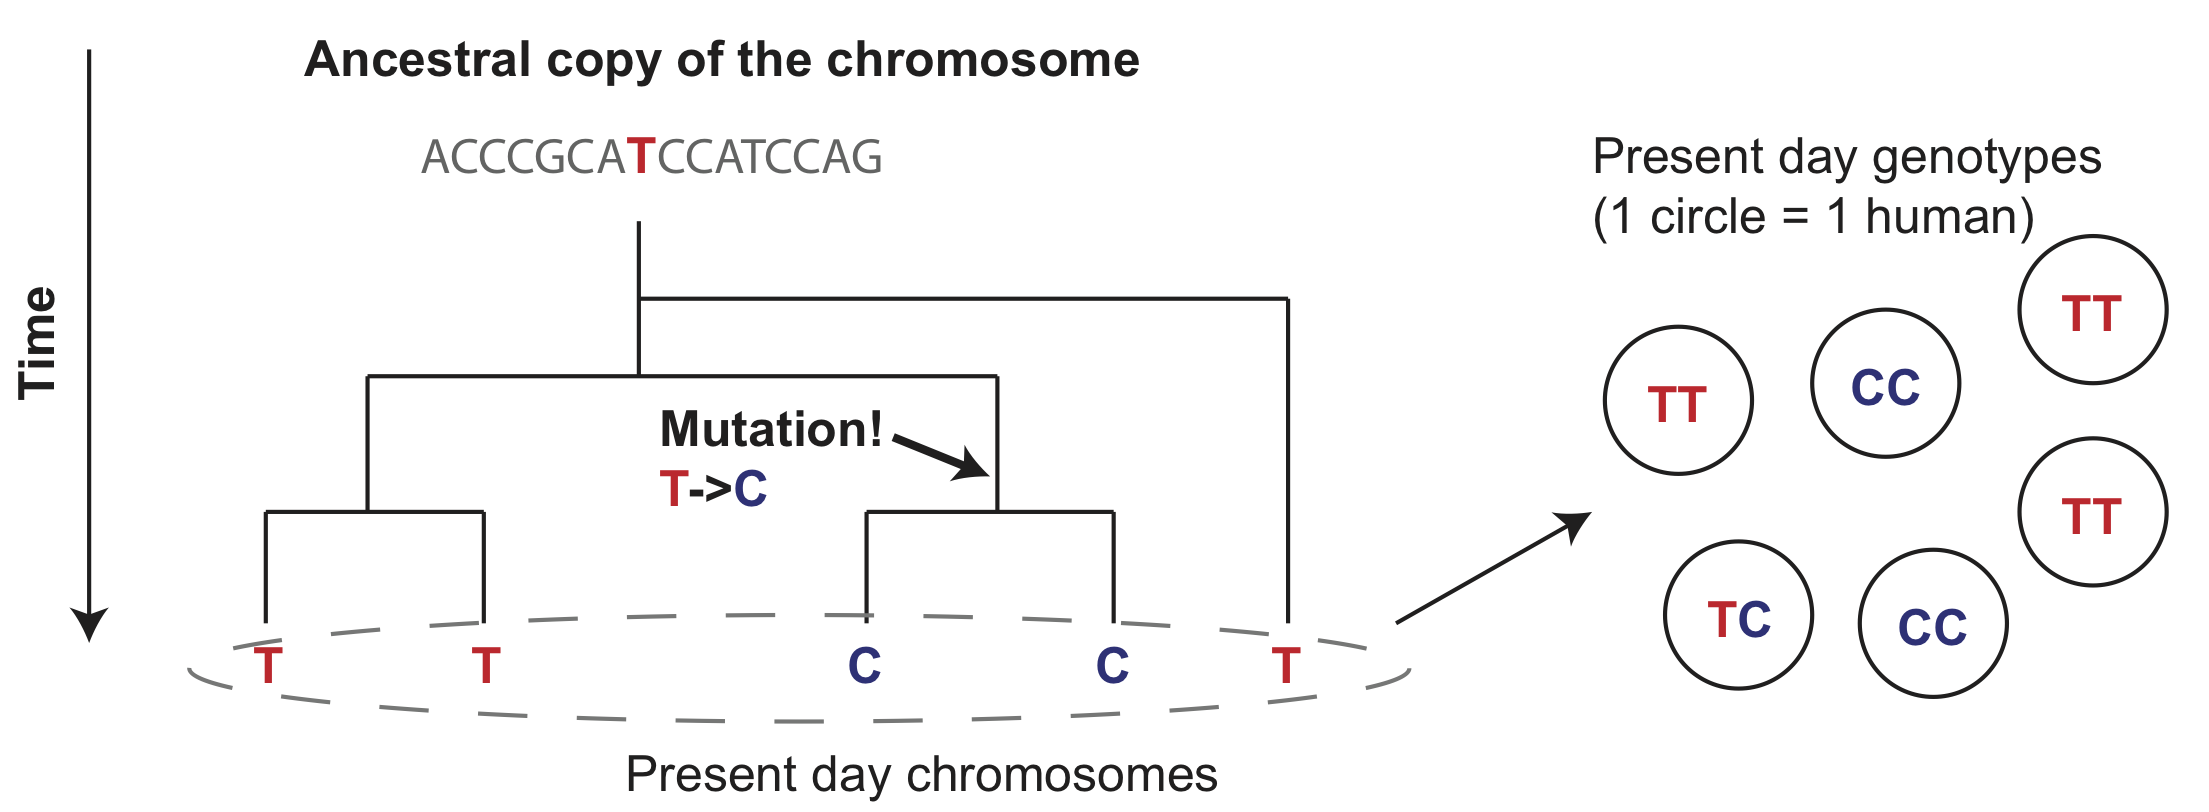 Ancestral copy of the chromosome
ACCCGCATCCATCCAG
Time
Mutation!
T->C
T T C C T
Present day chromosomes
Present day genotypes
(1 circle = 1 human)
TT
CC
TT
TT
TC
CC